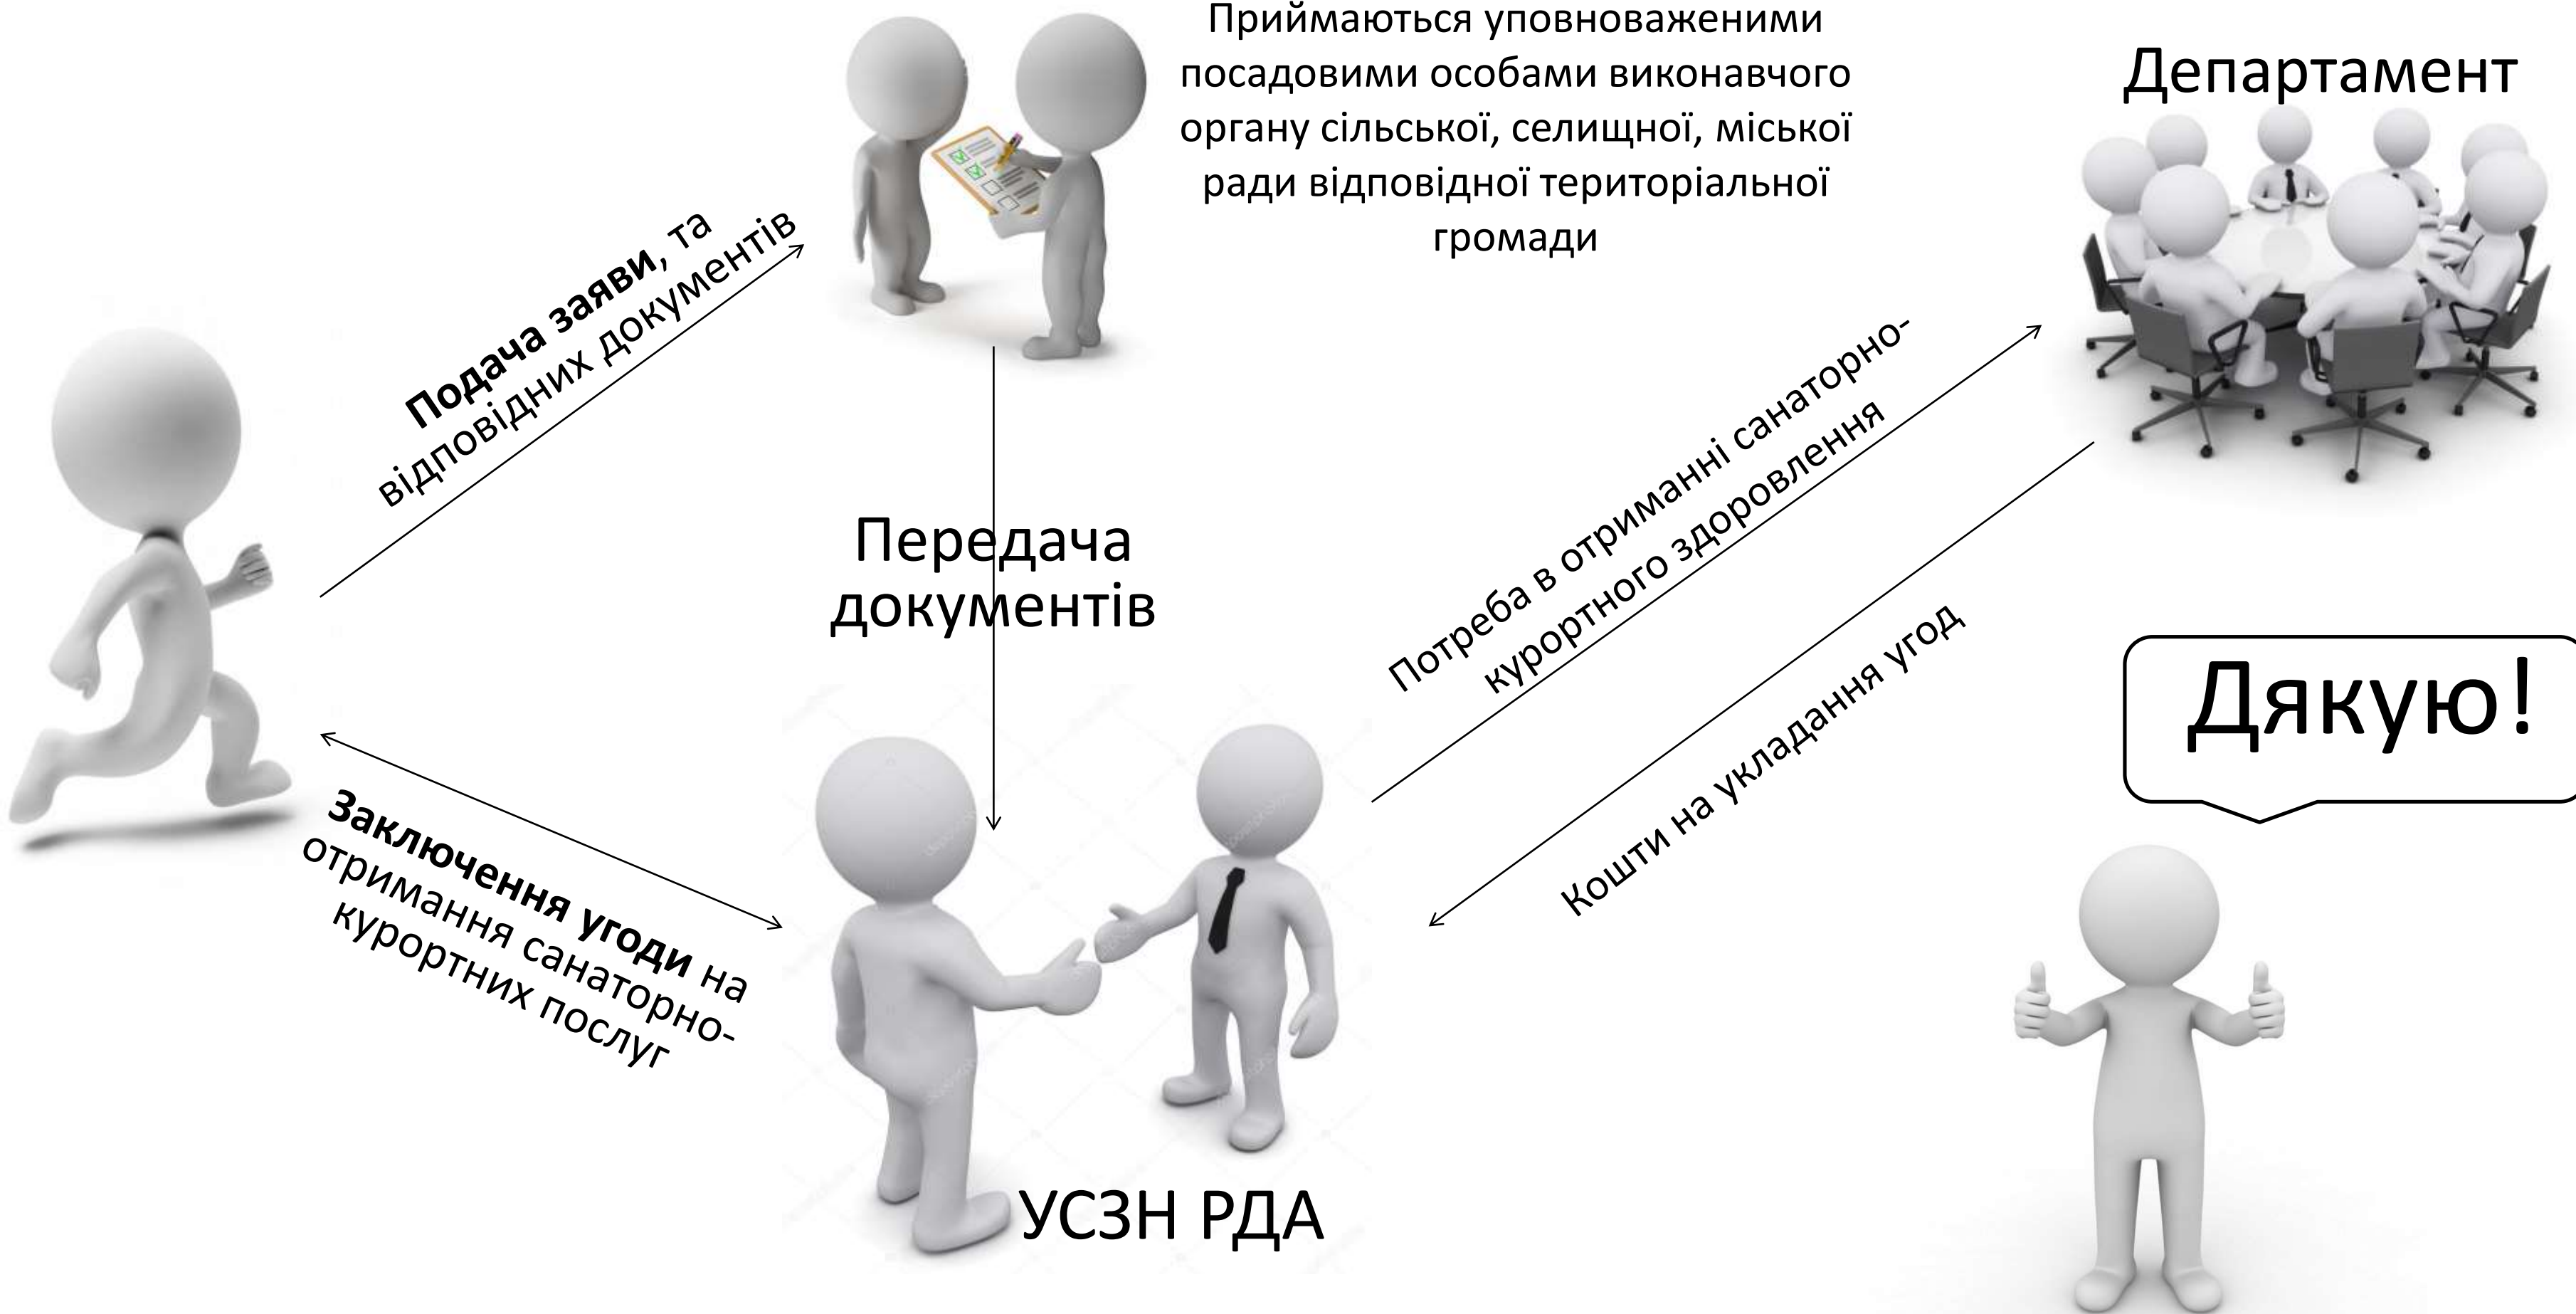 Приймаються уповноваженими
посадовими особами виконавчого
органу сільської, селищної, міської
ради відповідної територіальної
громади
Департамент
Подача заяви, та
відповідних документів
Передача
документів
Потреба в отриманні санаторно-
курортного здоровлення
Кошти на укладання угод
Дякую!
Заключення угоди на
отримання санаторно-
курортних послуг
УСЗН РДА